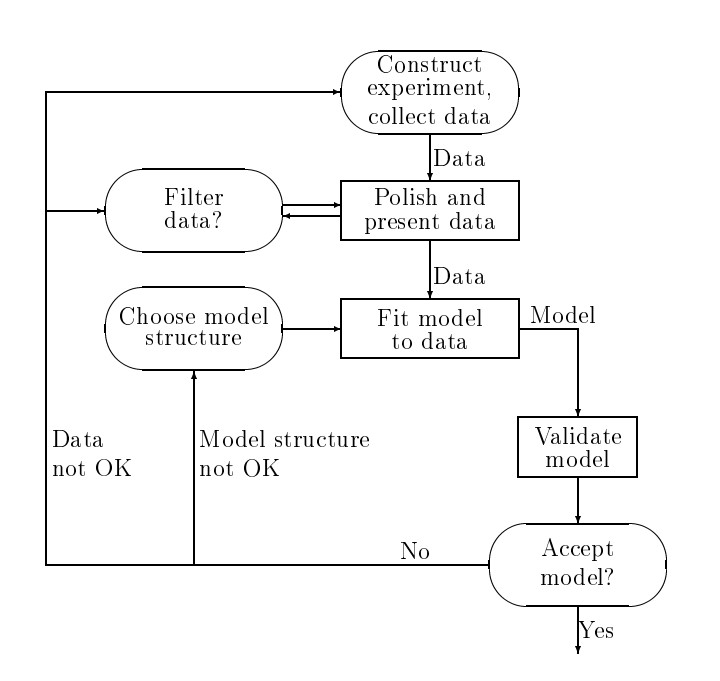 Construct
experiment,
collect data
Data
Filter
data?
Polish and
present data
Data
Choose model
structure
Fit model
to data
Model
Data
not OK
Model structure
not OK
Validate
model
No
Accept
model?
Yes